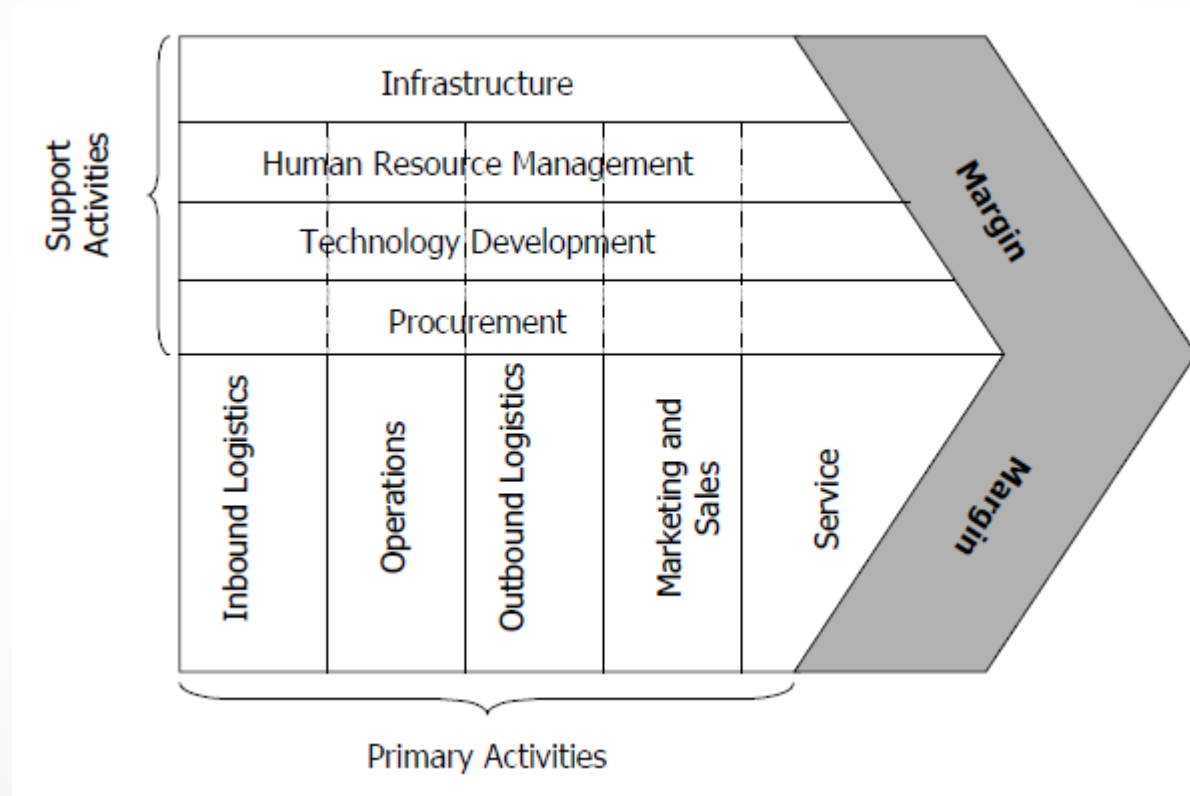 Support
Activities
Infrastructure
Human Resource Management
Technology Development
Procurement
Inbound Logistics
Operations
Outbound Logistics
Marketing and
Sales
Service
Margin
Margin
Primary Activities